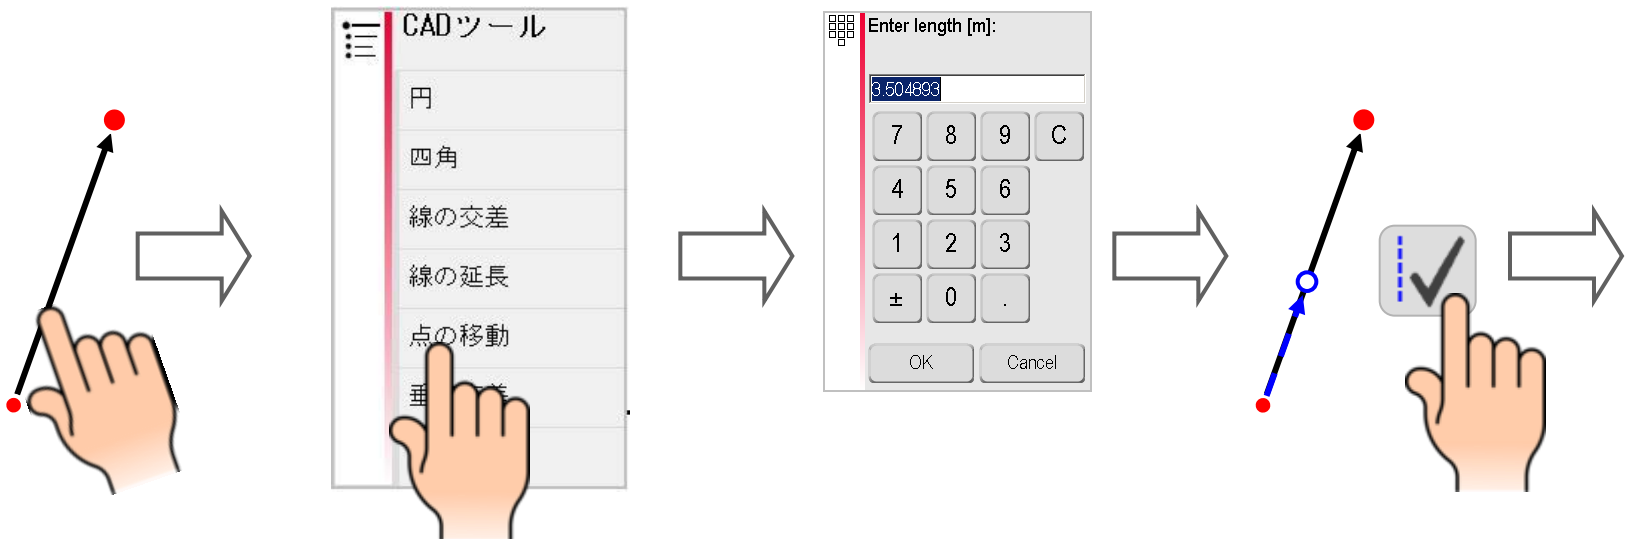 CADツール
円
四角
線の交差
線の延長
点の移動
Enter length [m]:
3.504893
7 8 9 C
4 5 6
1 2 3
± 0 .
OK Cancel